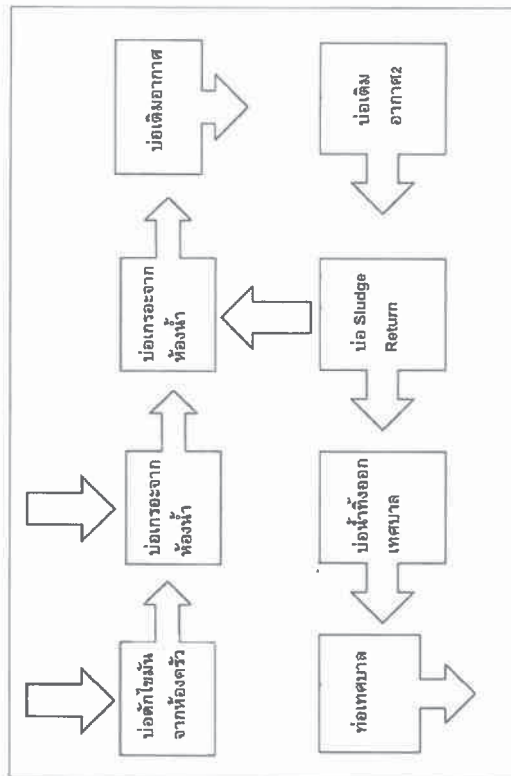 บ่อดักไขมัน
จากห้องครัว
บ่อเกรอะจาก
ห้องน้ำ
บ่อเกรอะจาก
ห้องน้ำ
บ่อเติมอากาศ
บ่อเติม
อากาศ2
บ่อ Sludge
Return
บ่อน้ำทิ้งออก
เทศบาล
ท่อเทศบาล